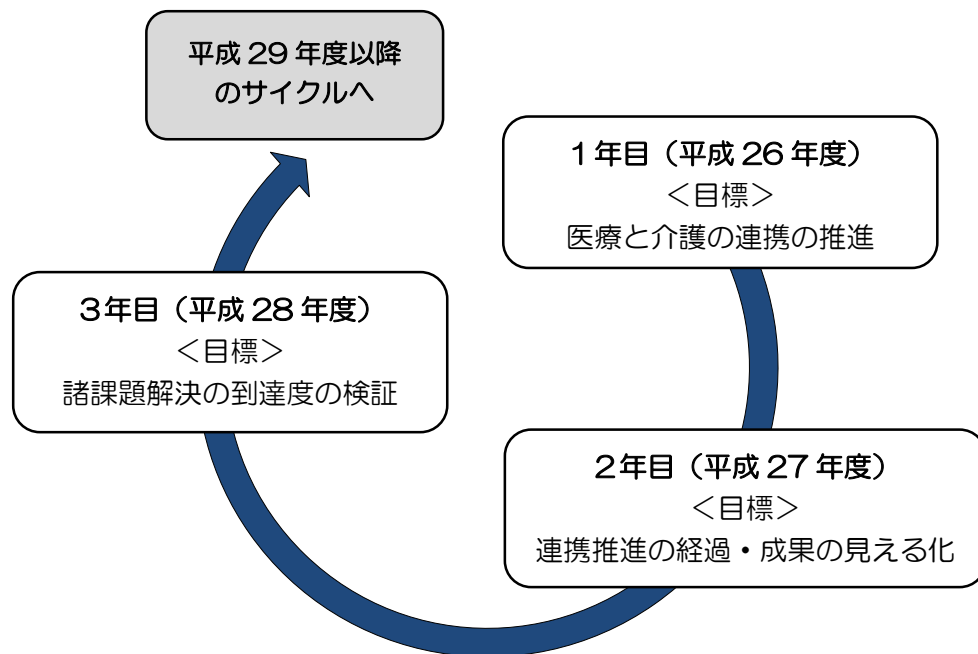 平成 29 年度以降
のサイクルへ
1年目（平成 26 年度）
＜目標＞
医療と介護の連携の推進
2年目（平成 27 年度）
＜目標＞
連携推進の経過・成果の見える化
3年目（平成 28 年度）
＜目標＞
諸課題解決の到達度の検証